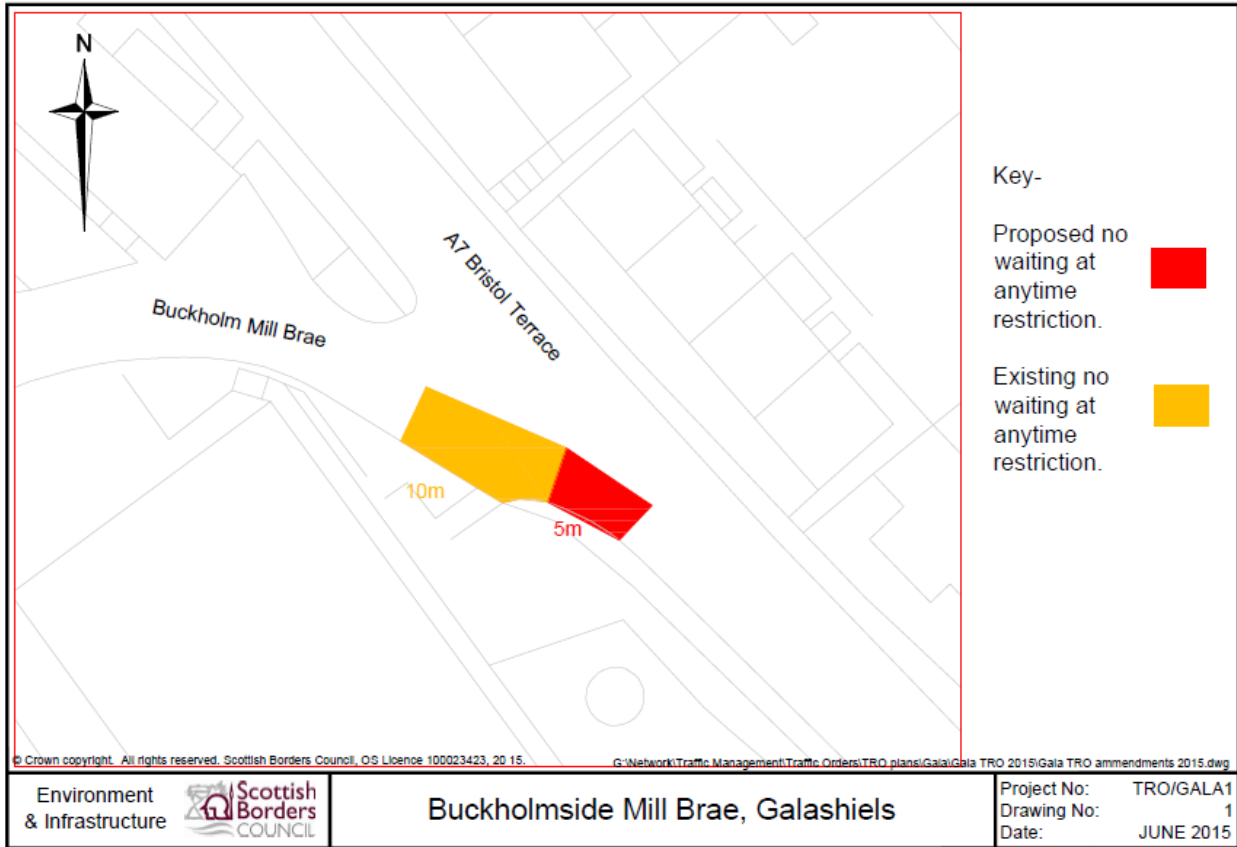 N
Buckholm Mill Brae
A7 Bristol Terrace
10m
5m
Key-
Proposed no
waiting at
anytime
restriction.
Existing no
waiting at
anytime
restriction.
© Crown copyright. All rights reserved. Scottish Borders Council, OS Licence 100023423, 20 15.
G:\Network\Traffic Management\Traffic Orders\TRO plans\Gala\Gala TRO 2015\Gala TRO ammendments 2015.dwg
Environment
& Infrastructure
Scottish
Borders
COUNCIL
Buckholmside Mill Brae, Galashiels
Project No: TRO/GALA1
Drawing No: 1
Date: JUNE 2015